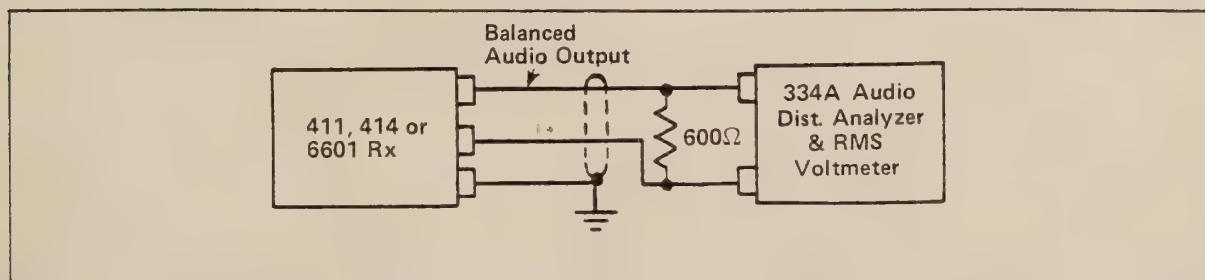 Balanced
Audio Output
411, 414 or
6601 Rx
600Ω
334A Audio
Dist. Analyzer
& RMS
Voltmeter